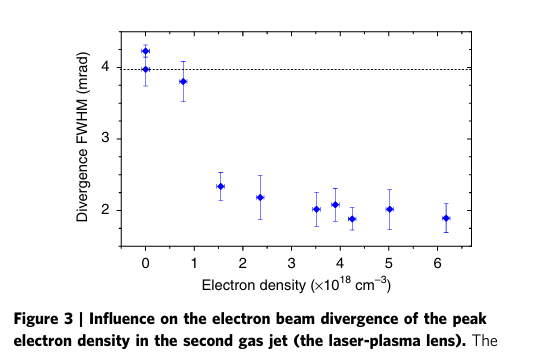 4
3
2
Divergence FWHM (mrad)
0 1 2 3 4 5 6
Electron density (×10¹⁸ cm⁻³)
Figure 3 | Influence on the electron beam divergence of the peak
electron density in the second gas jet (the laser-plasma lens). The